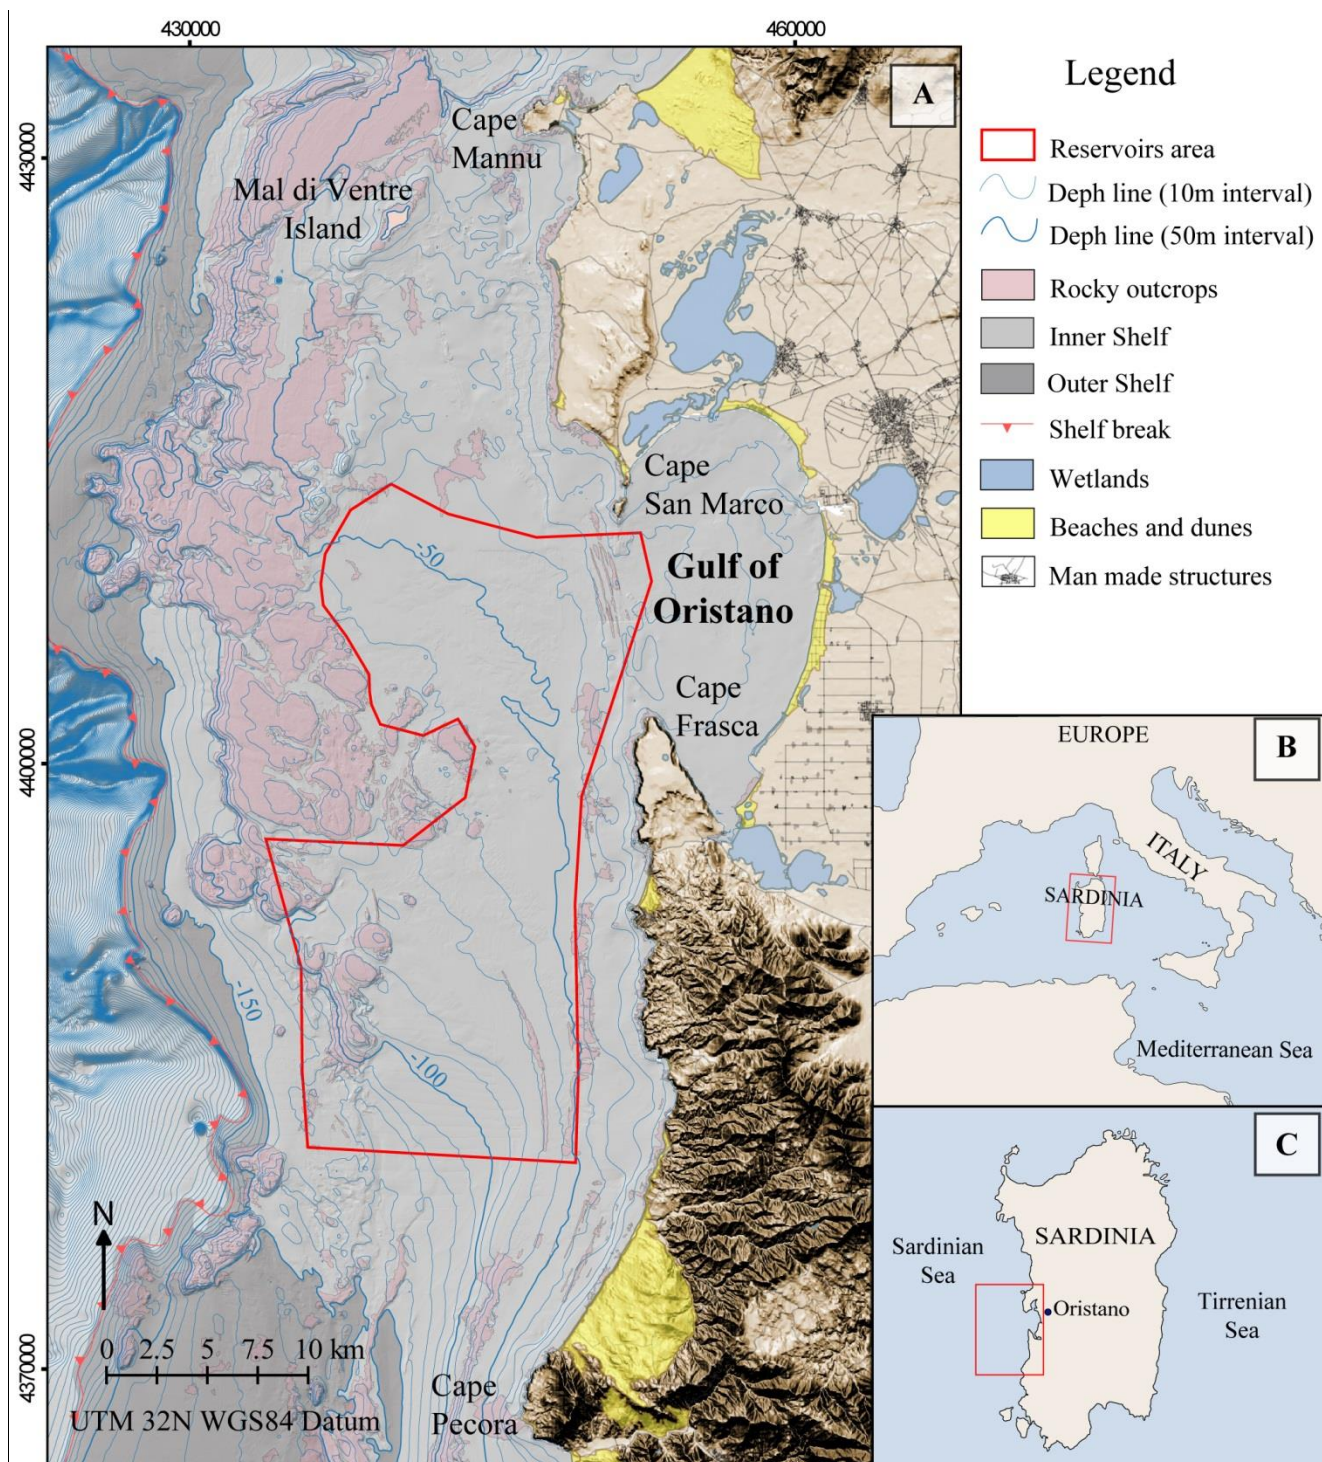 430000
460000
4430000
4400000
4370000
A
Cape
Mannu
Mal di Ventre
Island
Cape
San Marco
-50
Gulf of
Oristano
Cape
Frasca
-150
-100
N
0 2.5 5 7.5 10 km
UTM 32N WGS84 Datum
Cape
Pecora
Legend
Reservoirs area
Deph line (10m interval)
Deph line (50m interval)
Rocky outcrops
Inner Shelf
Outer Shelf
Shelf break
Wetlands
Beaches and dunes
Man made structures
B
EUROPE
ITALY
SARDINIA
Mediterranean Sea
C
SARDINIA
Sardinian
Sea
Oristano
Tirrenian
Sea